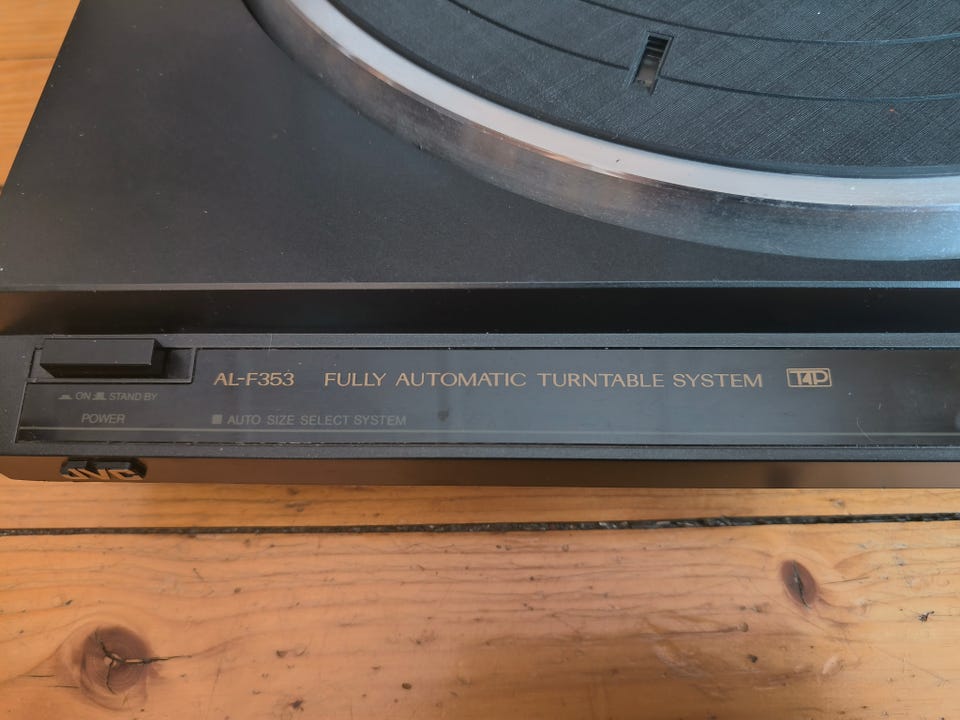 AL-F353 FULLY AUTOMATIC TURNTABLE SYSTEM T4P
ON STAND BY
POWER
AUTO SIZE SELECT SYSTEM
JVC